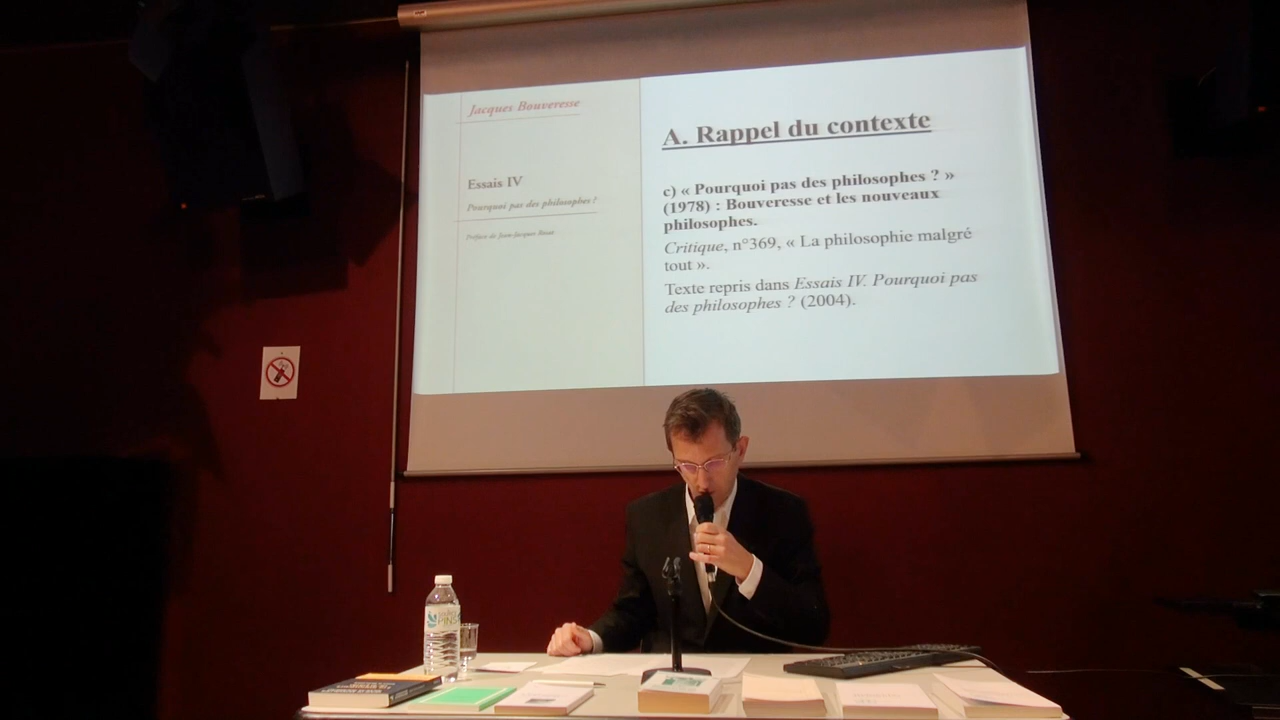 Jacques Bouveresse
Essais IV
Pourquoi pas des philosophes ?
Préface de Jean-Jacques Rosat
A. Rappel du contexte
c) « Pourquoi pas des philosophes ? »
(1978) : Bouveresse et les nouveaux
philosophes.
Critique, n°369, « La philosophie malgré
tout ».
Texte repris dans Essais IV. Pourquoi pas
des philosophes ? (2004).